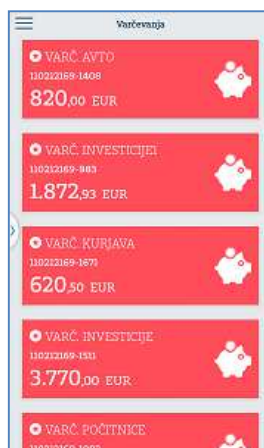 Varčevanja
VARČ. AVTO
110212169-1408
820,00 EUR
VARČ. INVESTICIJE1
110212169-983
1.872,93 EUR
VARČ. KURJAVA
110212169-1671
620,50 EUR
VARČ. INVESTICIJE
110212169-1511
3.770,00 EUR
VARČ. POČITNICE